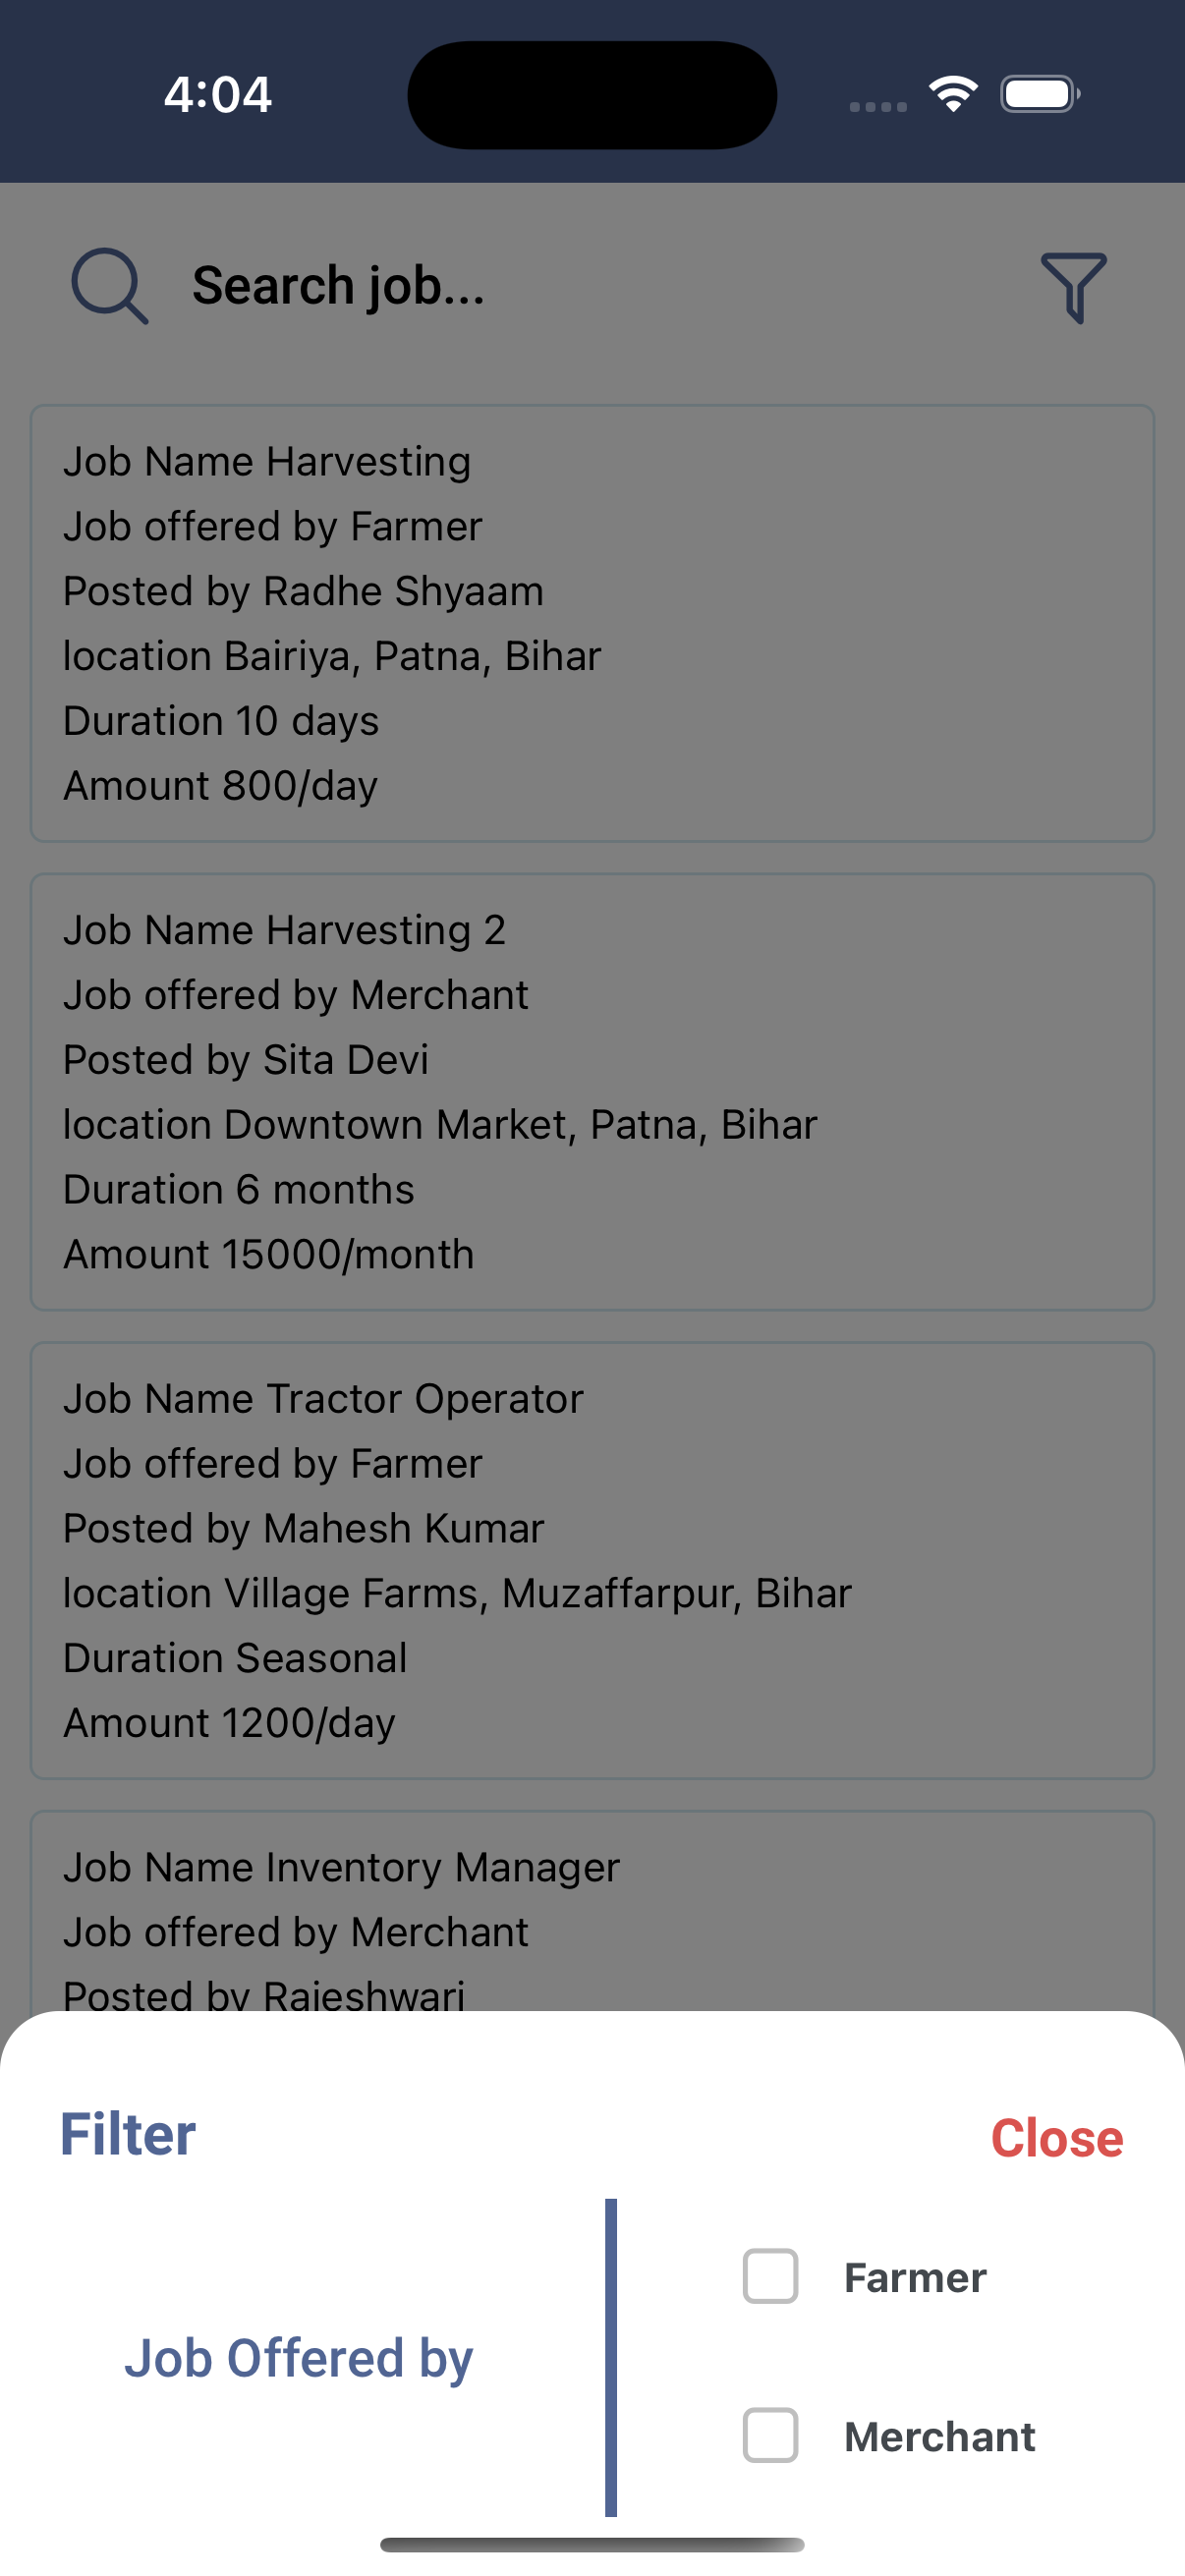 4:04
Search job...
Job Name Harvesting
Job offered by Farmer
Posted by Radhe Shyaam
location Bairiya, Patna, Bihar
Duration 10 days
Amount 800/day
Job Name Harvesting 2
Job offered by Merchant
Posted by Sita Devi
location Downtown Market, Patna, Bihar
Duration 6 months
Amount 15000/month
Job Name Tractor Operator
Job offered by Farmer
Posted by Mahesh Kumar
location Village Farms, Muzaffarpur, Bihar
Duration Seasonal
Amount 1200/day
Job Name Inventory Manager
Job offered by Merchant
Posted by Rajeshwari
Filter
Close
Job Offered by
Farmer
Merchant